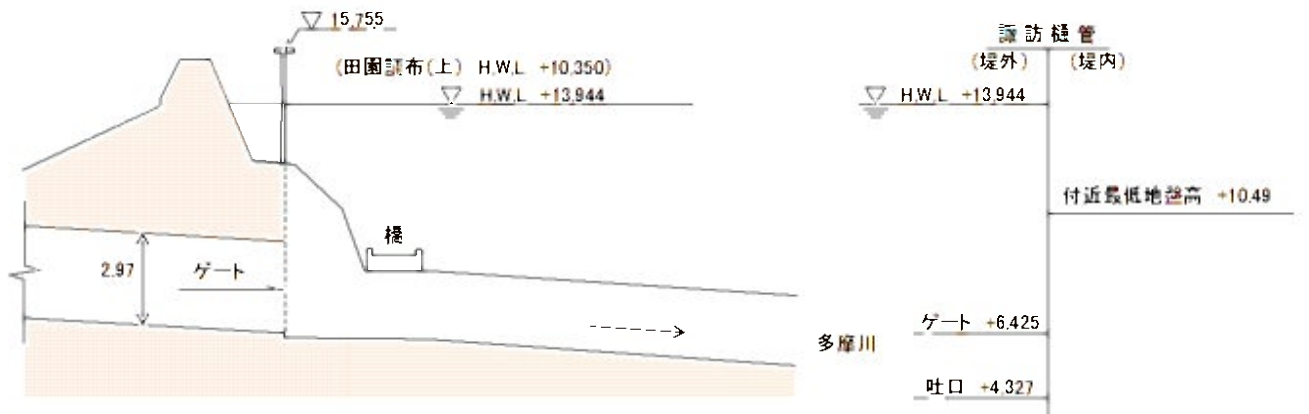 15,755
(田園調布(上) H.W.L +10,350)
H.W.L +13,944
橋
2.97
ゲート
多摩川
諏訪樋管
(堤外) (堤内)
H.W.L +13,944
付近最低地盤高 +10.49
ゲート +6,425
吐口 +4,327